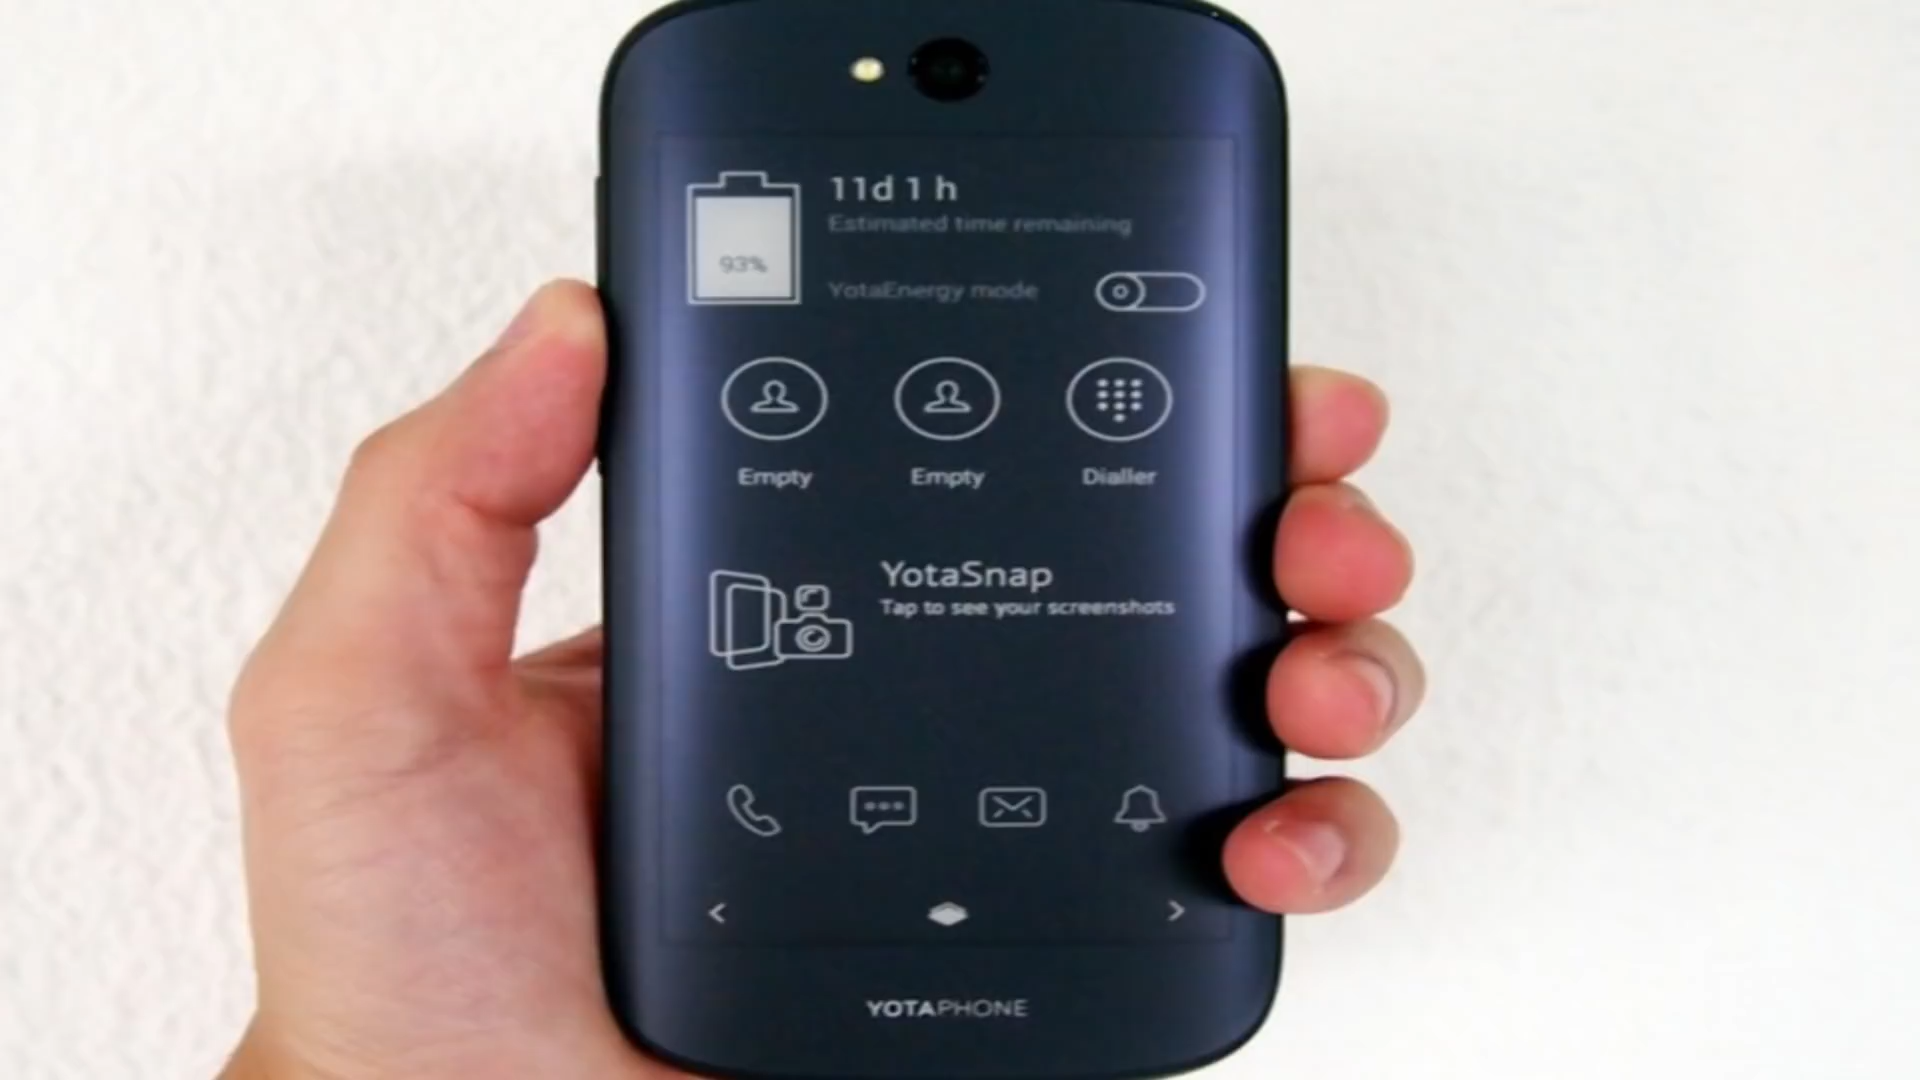 11d 1 h
Estimated time remaining
93%
YotaEnergy mode
Empty Empty Dialler
YotaSnap
Tap to see your screenshots
YOTAPHONE